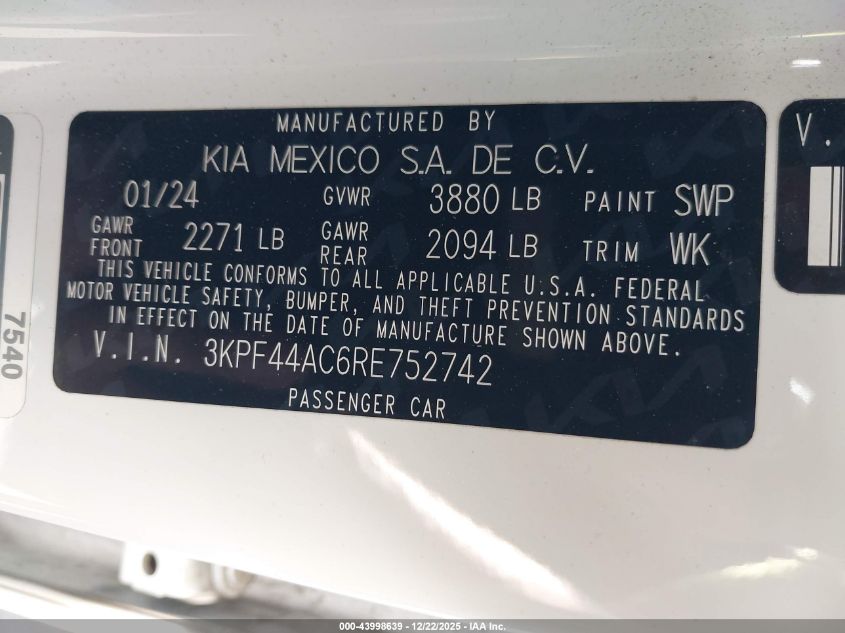 MANUFACTURED BY
KIA MEXICO S.A. DE C.V.
01/24 GVWR 3880 LB PAINT SWP
GAWR FRONT 2271 LB GAWR REAR 2094 LB TRIM WK
THIS VEHICLE CONFORMS TO ALL APPLICABLE U.S.A. FEDERAL
MOTOR VEHICLE SAFETY, BUMPER, AND THEFT PREVENTION STANDARDS
IN EFFECT ON THE DATE OF MANUFACTURE SHOWN ABOVE.
V.I.N. 3KPF44AC6RE752742
PASSENGER CAR
7540
V.
000-43998639 - 12/22/2025 - IAA Inc.